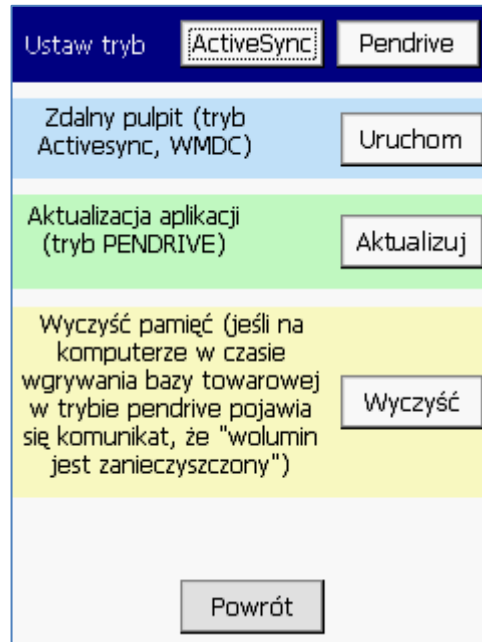 Ustaw tryb ActiveSync Pendrive
Zdalny pulpit (tryb
Activesync, WMDC)
Uruchom
Aktualizacja aplikacji
(tryb PENDRIVE)
Aktualizuj
Wyczyść pamięć (jeśli na
komputerze w czasie
wgrywania bazy towarowej
w trybie pendrive pojawia
się komunikat, że "wolumin
jest zanieczyszczony")
Wyczyść
Powrót